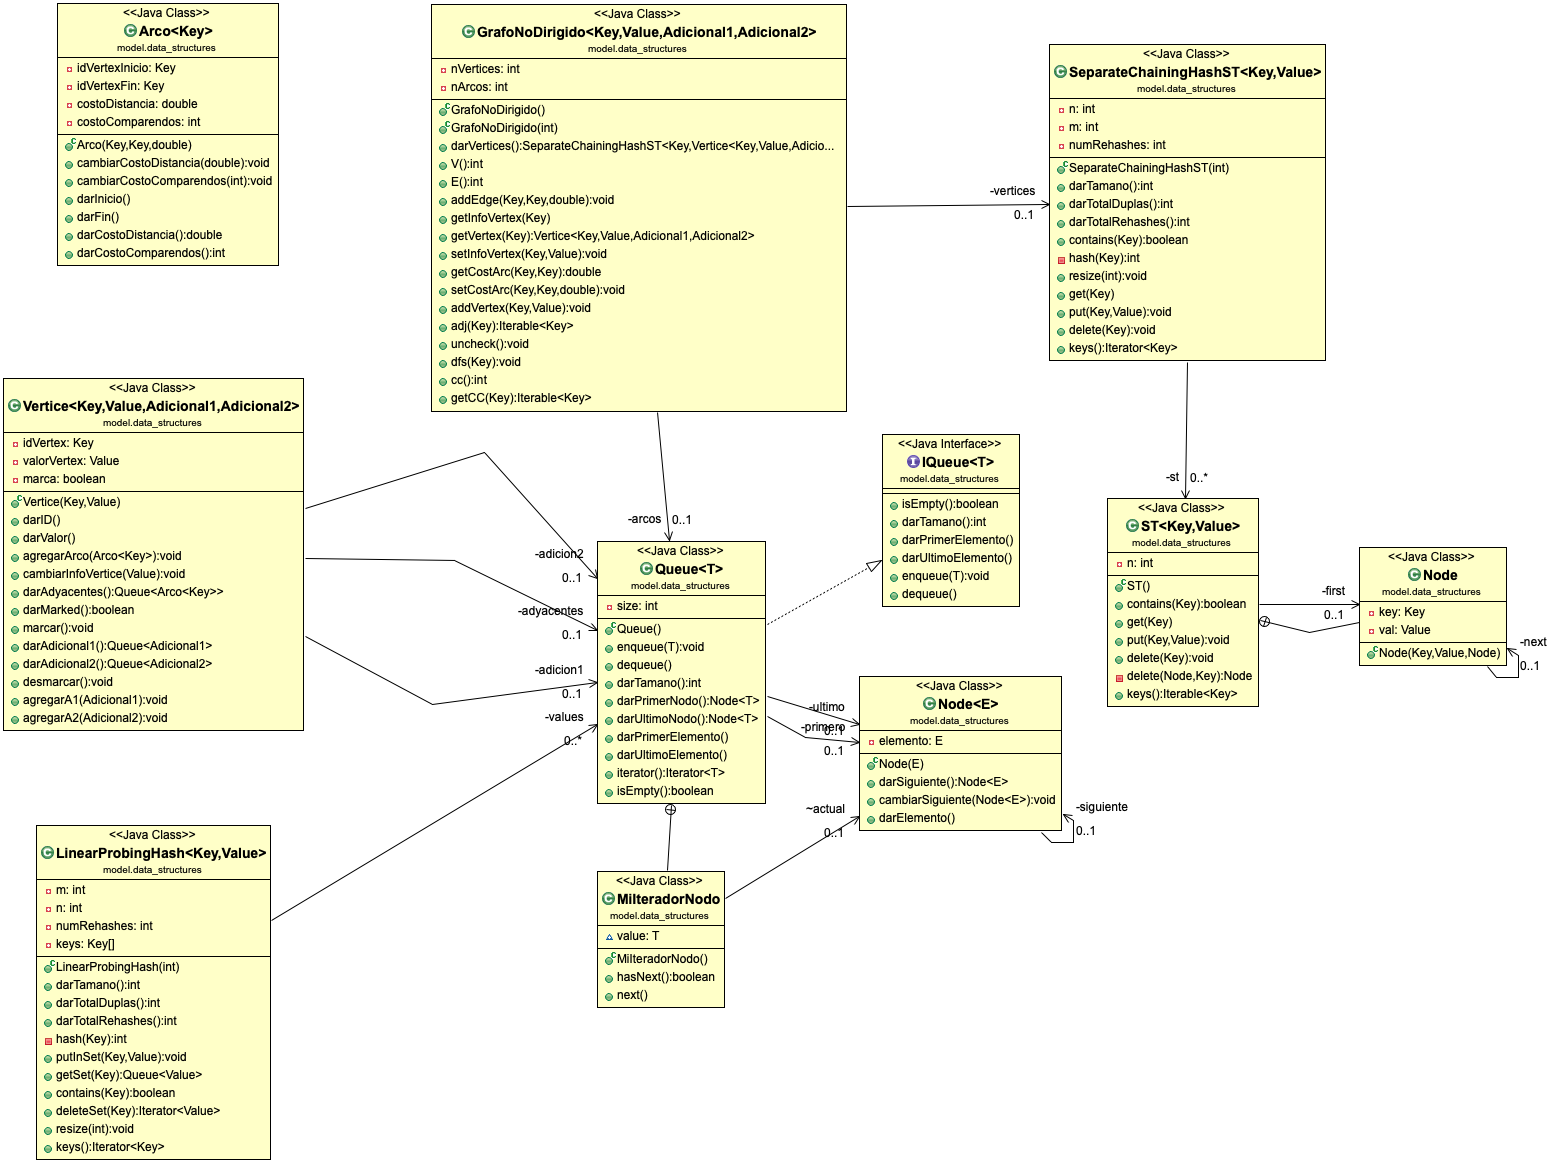 <<Java Class>>
Arco<Key>
model.data_structures
idVertexInicio: Key
idVertexFin: Key
costoDistancia: double
costoComparendos: int
Arco(Key,Key,double)
cambiarCostoDistancia(double):void
cambiarCostoComparendos(int):void
darInicio()
darFin()
darCostoDistancia():double
darCostoComparendos():int
<<Java Class>>
GrafoNoDirigido<Key,Value,Adicional1,Adicional2>
model.data_structures
nVertices: int
nArcos: int
GrafoNoDirigido()
GrafoNoDirigido(int)
darVertices():SeparateChainingHashST<Key,Vertice<Key,Value,Adicio...
V():int
E():int
addEdge(Key,Key,double):void
getInfoVertex(Key)
getVertex(Key):Vertice<Key,Value,Adicional1,Adicional2>
setInfoVertex(Key,Value):void
getCostArc(Key,Key):double
setCostArc(Key,Key,double):void
addVertex(Key,Value):void
adj(Key):Iterable<Key>
uncheck():void
dfs(Key):void
cc():int
getCC(Key):Iterable<Key>
-vertices
0..1
<<Java Class>>
SeparateChainingHashST<Key,Value>
model.data_structures
n: int
m: int
numRehashes: int
SeparateChainingHashST(int)
darTamano():int
darTotalDuplas():int
darTotalRehashes():int
contains(Key):boolean
hash(Key):int
resize(int):void
get(Key)
put(Key,Value):void
delete(Key):void
keys():Iterator<Key>
<<Java Class>>
Vertice<Key,Value,Adicional1,Adicional2>
model.data_structures
idVertex: Key
valorVertex: Value
marca: boolean
Vertice(Key,Value)
darID()
darValor()
agregarArco(Arco<Key>):void
cambiarInfoVertice(Value):void
darAdyacentes():Queue<Arco<Key>>
darMarked():boolean
marcar():void
darAdicional1():Queue<Adicional1>
darAdicional2():Queue<Adicional2>
desmarcar():void
agregarA1(Adicional1):void
agregarA2(Adicional2):void
-arcos
0..1
-adicion2
0..1
-adyacentes
0..1
-adicion1
0..1
-values
0..*
<<Java Class>>
Queue<T>
model.data_structures
size: int
Queue()
enqueue(T):void
dequeue()
darTamano():int
darPrimerNodo():Node<T>
darUltimoNodo():Node<T>
darPrimerElemento()
darUltimoElemento()
iterator():Iterator<T>
isEmpty():boolean
<<Java Interface>>
IQueue<T>
model.data_structures
isEmpty():boolean
darTamano():int
darPrimerElemento()
darUltimoElemento()
enqueue(T):void
dequeue()
-st
0..*
<<Java Class>>
ST<Key,Value>
model.data_structures
n: int
ST()
contains(Key):boolean
get(Key)
put(Key,Value):void
delete(Key):void
delete(Node,Key):Node
keys():Iterable<Key>
-first
0..1
<<Java Class>>
Node
model.data_structures
key: Key
val: Value
Node(Key,Value,Node)
-next
0..1
-ultimo
0..1
-primero
0..1
<<Java Class>>
Node<E>
model.data_structures
elemento: E
Node(E)
darSiguiente():Node<E>
cambiarSiguiente(Node<E>):void
darElemento()
-siguiente
0..1
~actual
0..1
<<Java Class>>
MiIteradorNodo
model.data_structures
value: T
MiIteradorNodo()
hasNext():boolean
next()
<<Java Class>>
LinearProbingHash<Key,Value>
model.data_structures
m: int
n: int
numRehashes: int
keys: Key[]
LinearProbingHash(int)
darTamano():int
darTotalDuplas():int
darTotalRehashes():int
hash(Key):int
putInSet(Key,Value):void
getSet(Key):Queue<Value>
contains(Key):boolean
deleteSet(Key):Iterator<Value>
resize(int):void
keys():Iterator<Key>